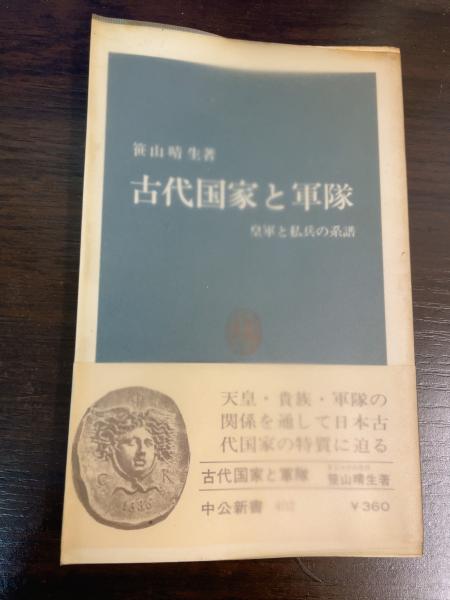 笹山晴生著
古代国家と軍隊
皇軍と私兵の系譜
天皇・貴族・軍隊の
関係を通して日本古
代国家の特質に迫る
古代国家と軍隊
笹山晴生著
中公新書 402
￥360
C K
1336